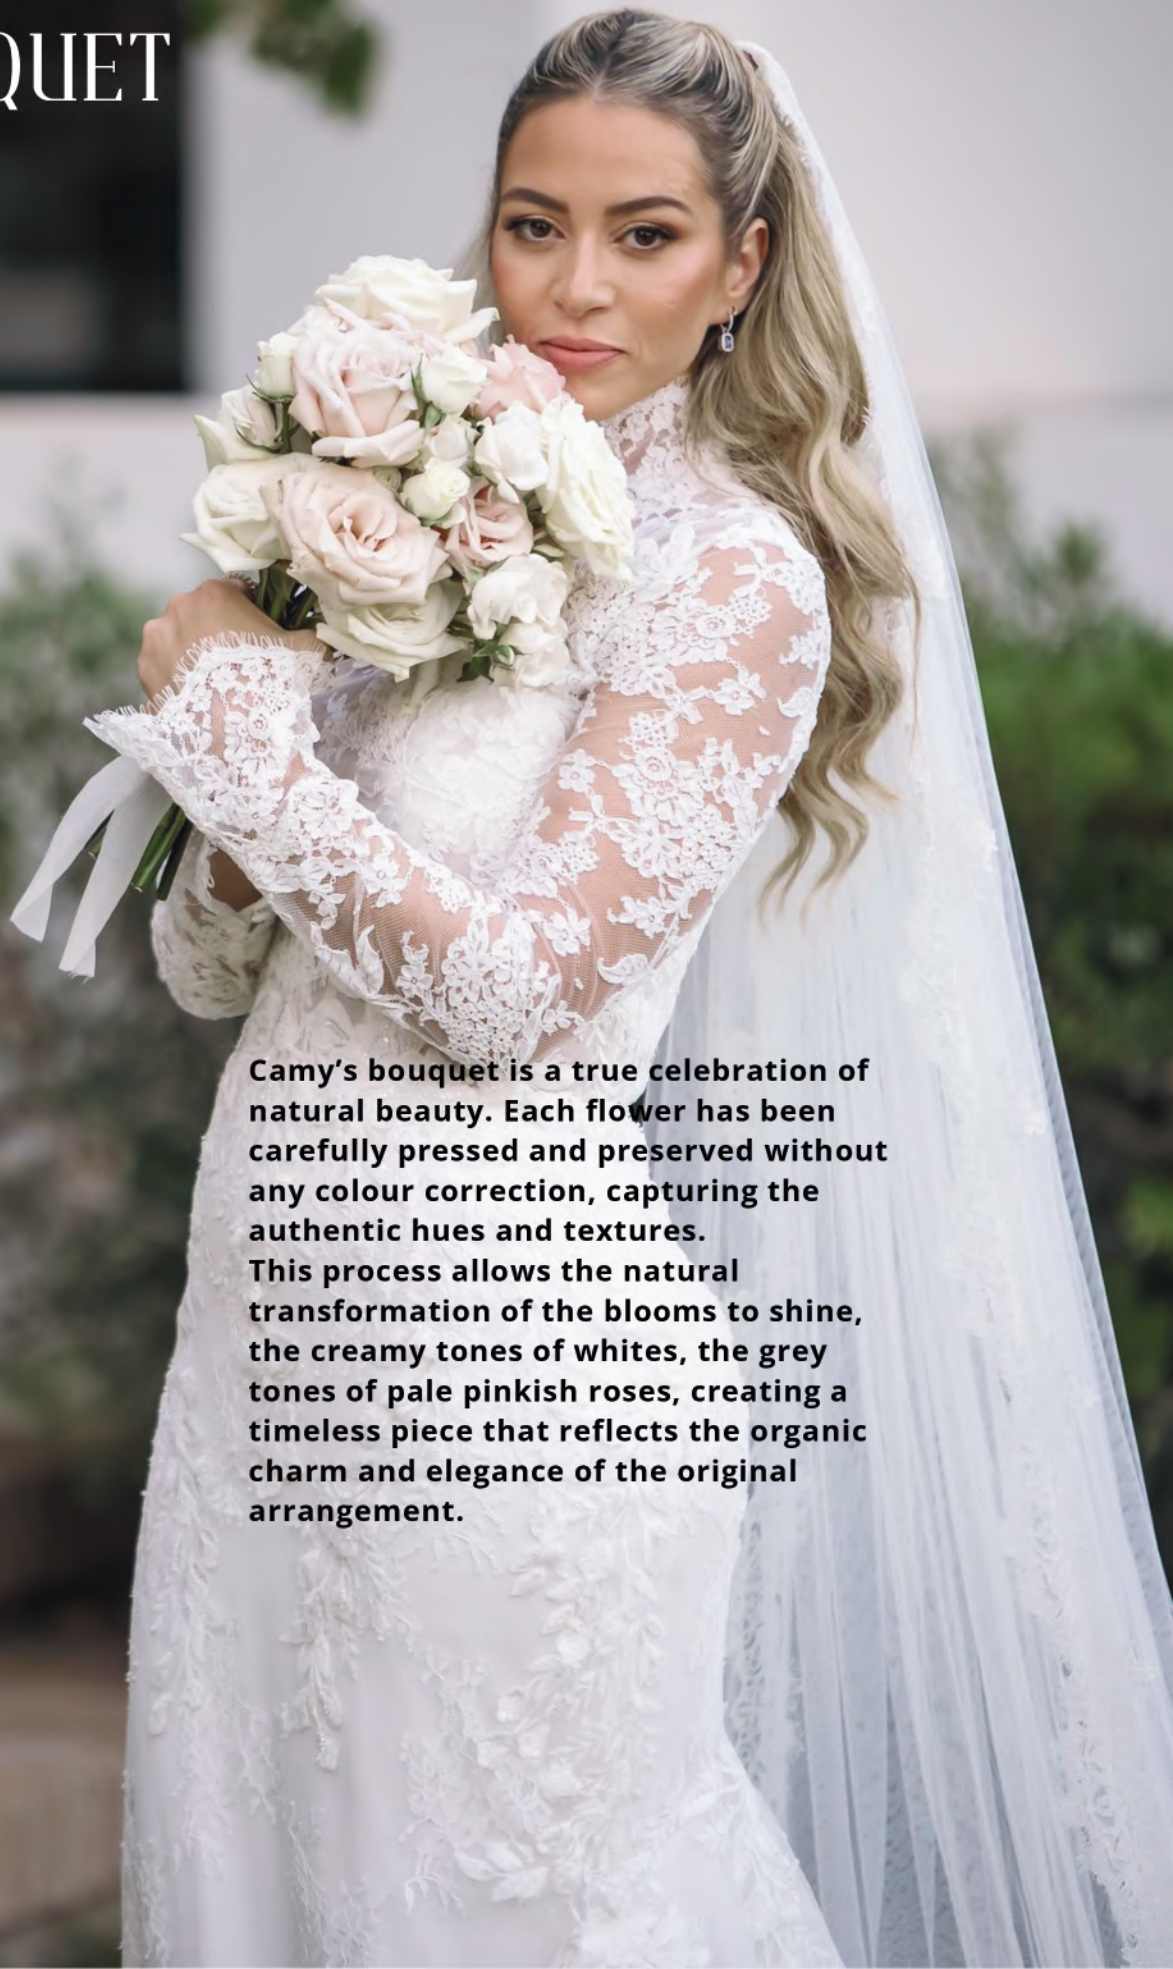 QUET
Camy’s bouquet is a true celebration of
natural beauty. Each flower has been
carefully pressed and preserved without
any colour correction, capturing the
authentic hues and textures.
This process allows the natural
transformation of the blooms to shine,
the creamy tones of whites, the grey
tones of pale pinkish roses, creating a
timeless piece that reflects the organic
charm and elegance of the original
arrangement.